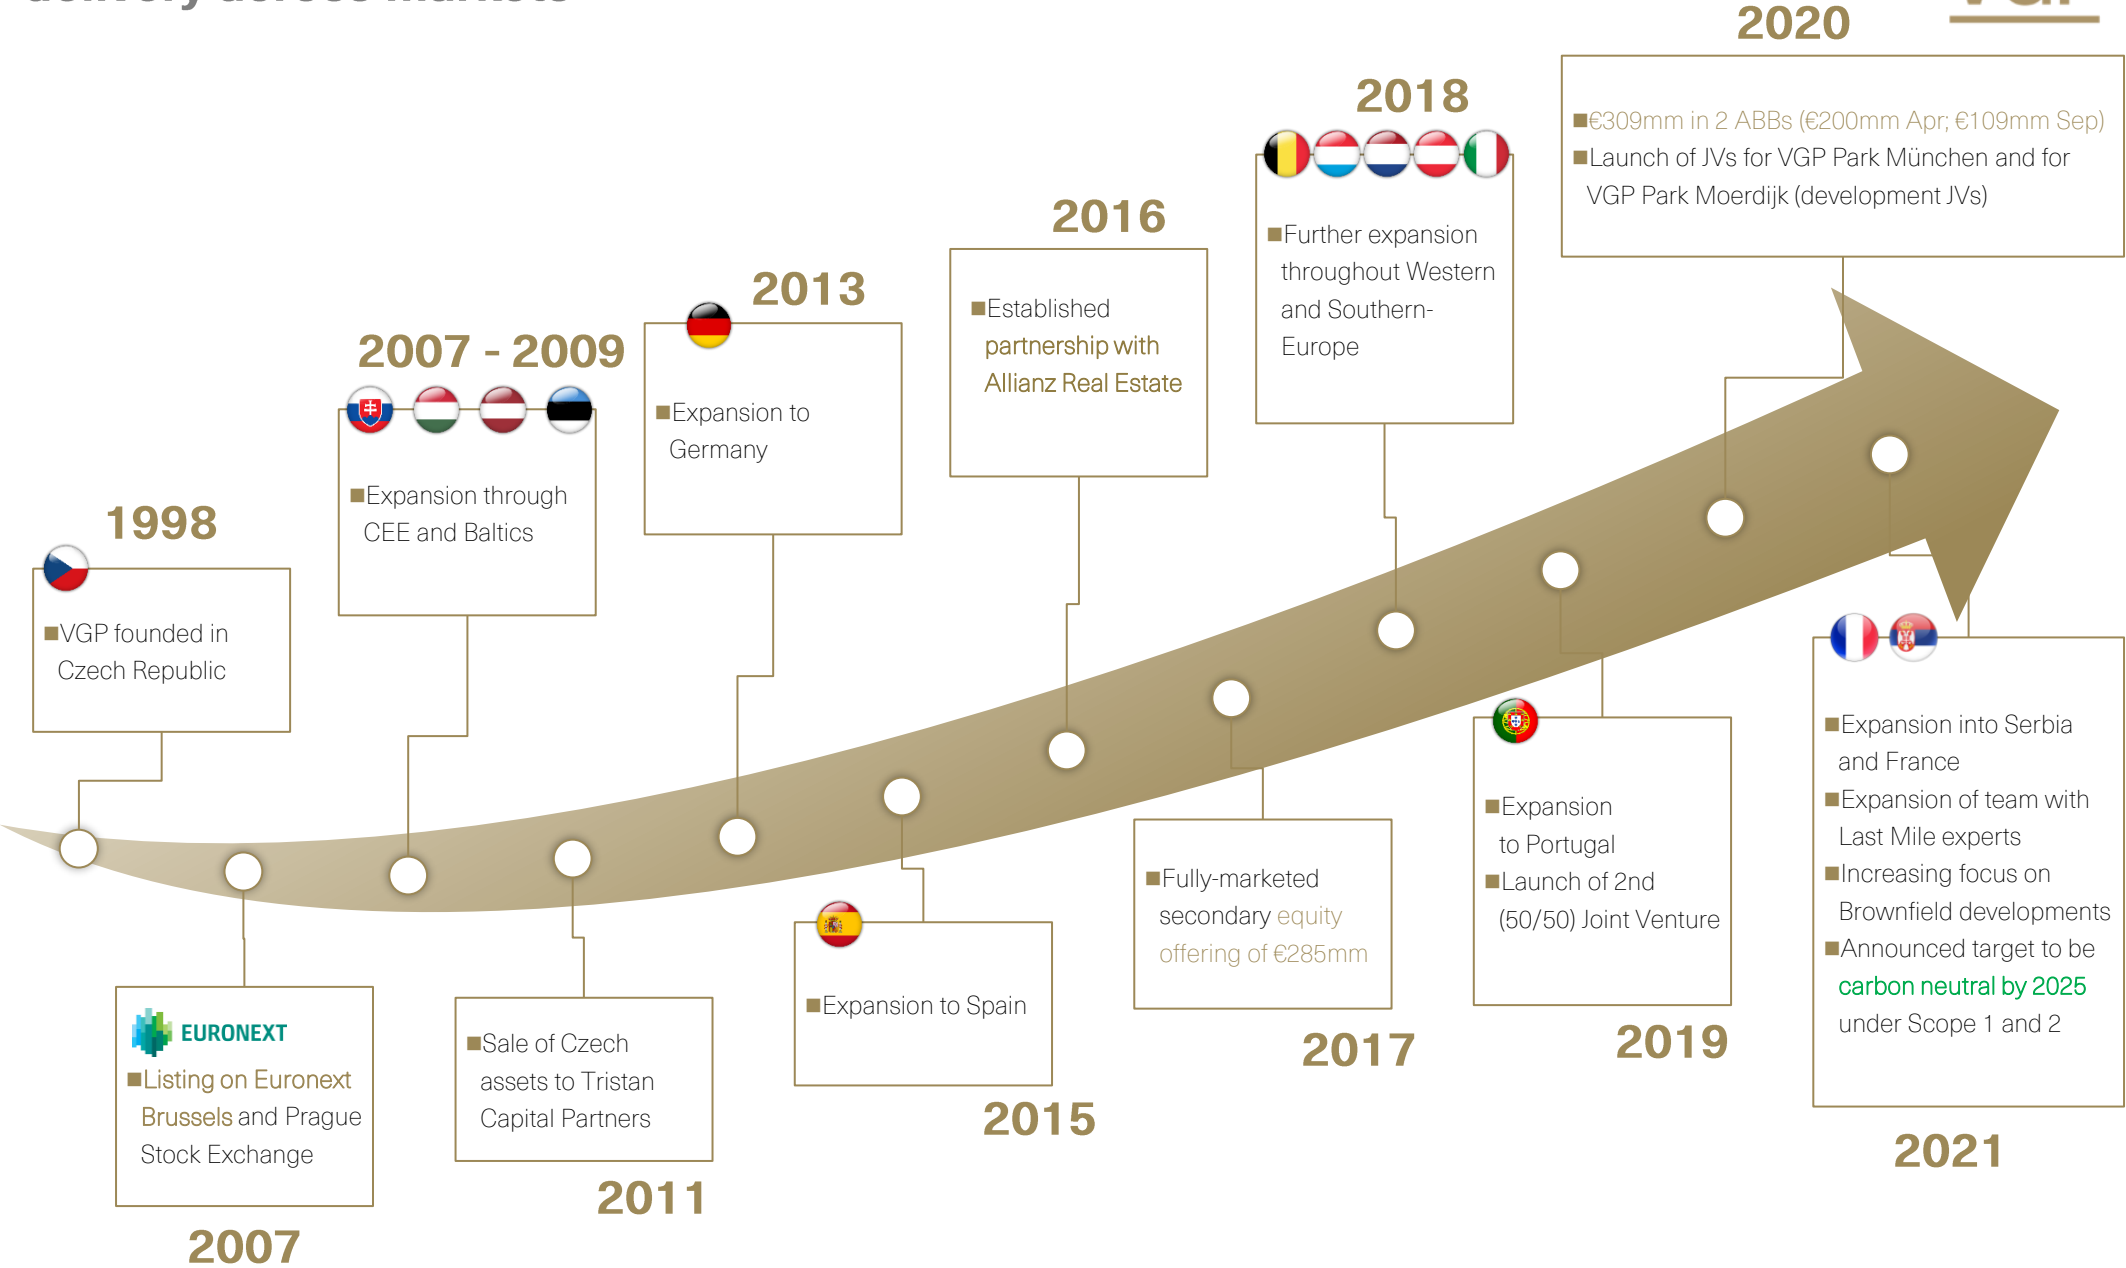 delivery across markets
VGP
1998
■VGP founded in
Czech Republic
EURONEXT
■Listing on Euronext
Brussels and Prague
Stock Exchange
2007
2007 - 2009
■Expansion through
CEE and Baltics
■Sale of Czech
assets to Tristan
Capital Partners
2011
2013
■Expansion to
Germany
■Expansion to Spain
2015
2016
■Established
partnership with
Allianz Real Estate
■Fully-marketed
secondary equity
offering of €285mm
2017
2018
■Further expansion
throughout Western
and Southern-
Europe
■Expansion
to Portugal
■Launch of 2nd
(50/50) Joint Venture
2019
2020
■€309mm in 2 ABBs (€200mm Apr; €109mm Sep)
■Launch of JVs for VGP Park München and for
VGP Park Moerdijk (development JVs)
■Expansion into Serbia
and France
■Expansion of team with
Last Mile experts
■Increasing focus on
Brownfield developments
■Announced target to be
carbon neutral by 2025
under Scope 1 and 2
2021